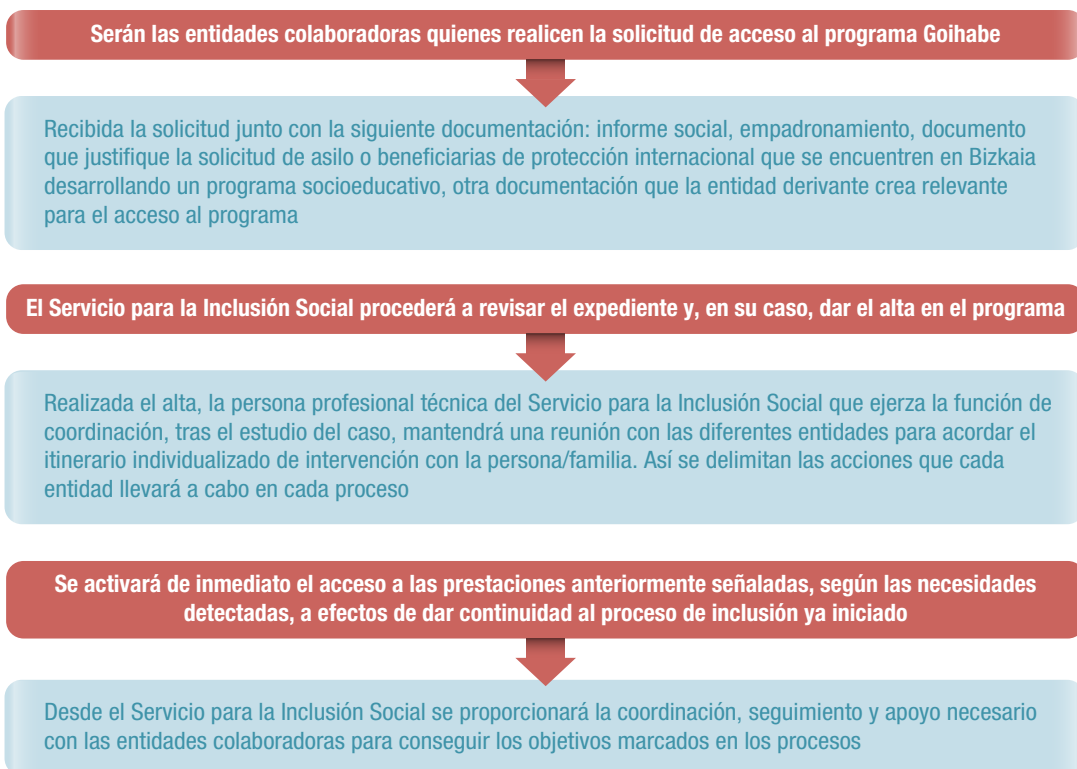 Serán las entidades colaboradoras quienes realicen la solicitud de acceso al programa Goihabe
Recibida la solicitud junto con la siguiente documentación: informe social, empadronamiento, documento
que justifique la solicitud de asilo o beneficiarias de protección internacional que se encuentren en Bizkaia
desarrollando un programa socioeducativo, otra documentación que la entidad derivante crea relevante
para el acceso al programa
El Servicio para la Inclusión Social procederá a revisar el expediente y, en su caso, dar el alta en el programa
Realizada el alta, la persona profesional técnica del Servicio para la Inclusión Social que ejerza la función de
coordinación, tras el estudio del caso, mantendrá una reunión con las diferentes entidades para acordar el
itinerario individualizado de intervención con la persona/familia. Así se delimitan las acciones que cada
entidad llevará a cabo en cada proceso
Se activará de inmediato el acceso a las prestaciones anteriormente señaladas, según las necesidades
detectadas, a efectos de dar continuidad al proceso de inclusión ya iniciado
Desde el Servicio para la Inclusión Social se proporcionará la coordinación, seguimiento y apoyo necesario
con las entidades colaboradoras para conseguir los objetivos marcados en los procesos